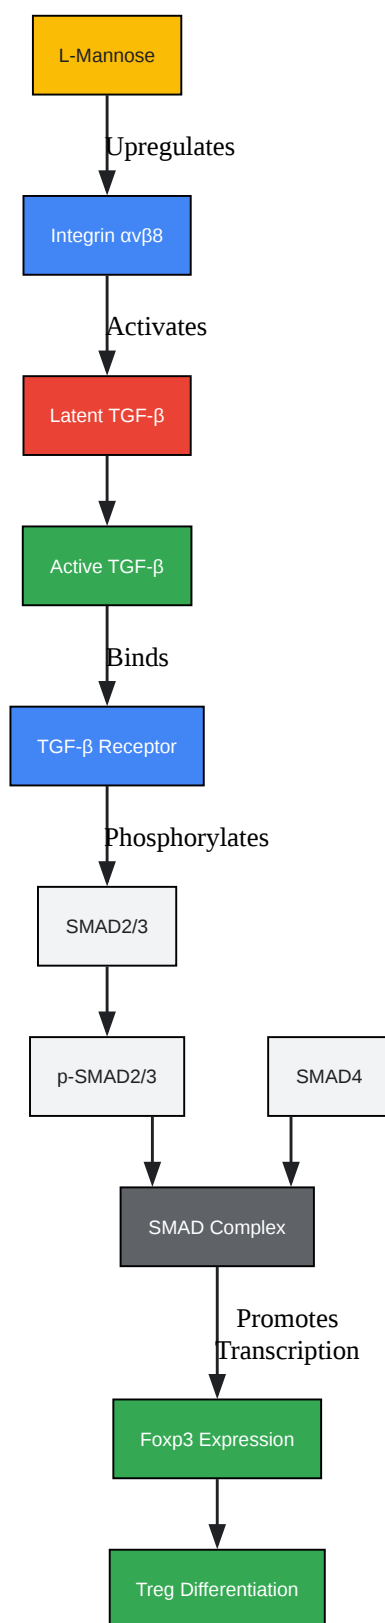 L-Mannose
Upregulates
Integrin αvβ8
Activates
Latent TGF-β
Active TGF-β
Binds
TGF-β Receptor
Phosphorylates
SMAD2/3
p-SMAD2/3
SMAD4
SMAD Complex
Promotes
Transcription
Foxp3 Expression
Treg Differentiation